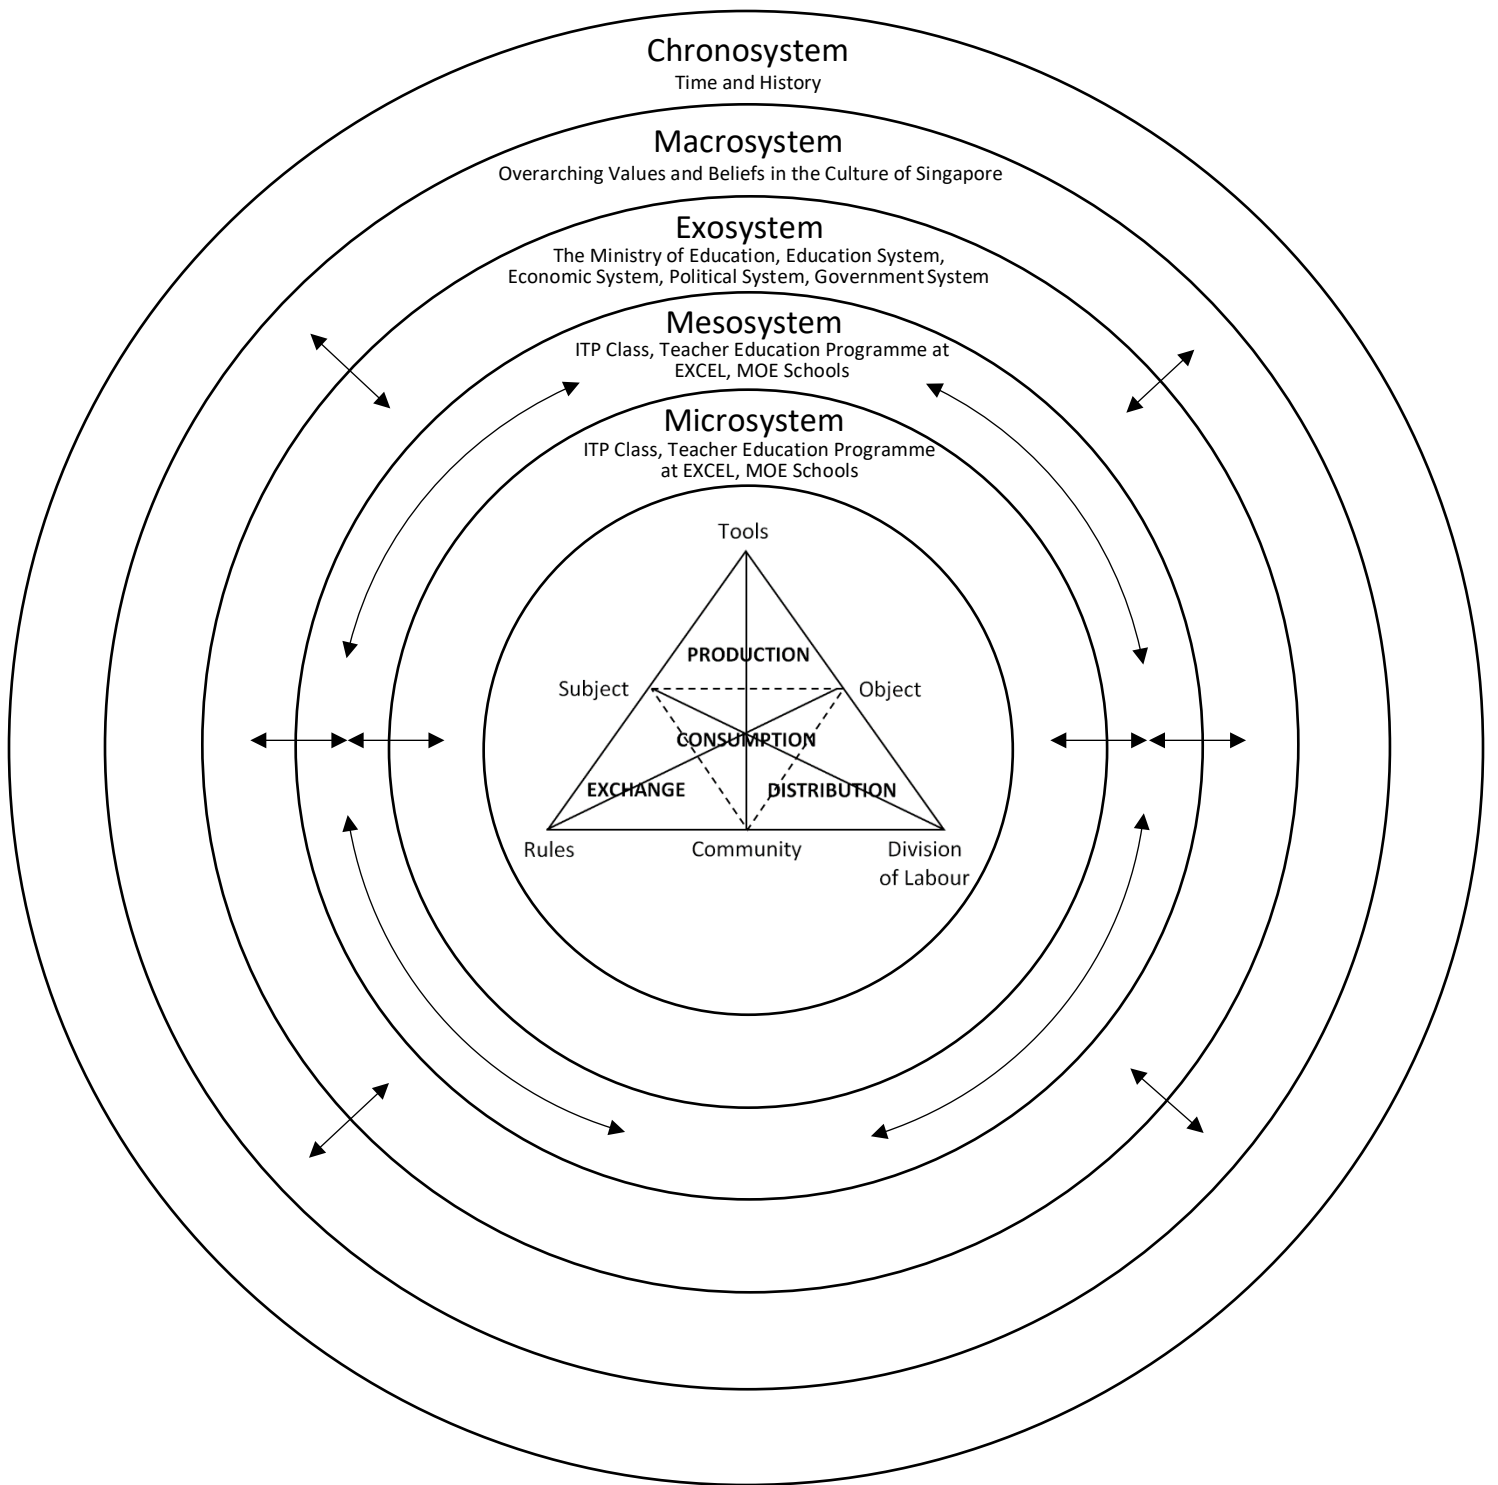 Chronosystem
Time and History
Macrosystem
Overarching Values and Beliefs in the Culture of Singapore
Exosystem
The Ministry of Education, Education System,
Economic System, Political System, Government System
Mesosystem
ITP Class, Teacher Education Programme at
EXCEL, MOE Schools
Microsystem
ITP Class, Teacher Education Programme
at EXCEL, MOE Schools
Tools
PRODUCTION
Subject
Object
CONSUMPTION
EXCHANGE
DISTRIBUTION
Rules
Community
Division
of Labour